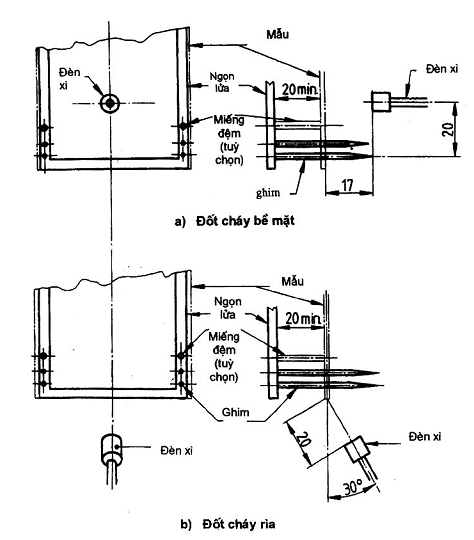 Mẫu
Đèn
xì
Ngọn
lửa
20 min.
Đèn xì
Miếng
đệm
(tuỳ
chọn)
20
ghim
17
a) Đốt cháy bề mặt
Mẫu
Ngọn
lửa
20 min.
Miếng
đệm
(tuỳ
chọn)
Ghim
Đèn xì
20
Đèn xì
30°
b) Đốt cháy rìa